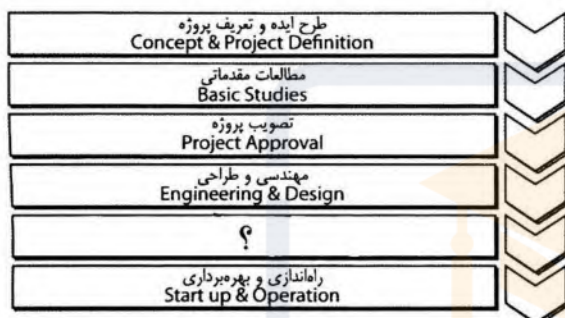 طرح ایده و تعریف پروژه
Concept & Project Definition
مطالعات مقدماتی
Basic Studies
تصویب پروژه
Project Approval
مهندسی و طراحی
Engineering & Design
؟
راه‌اندازی و بهره‌برداری
Start up & Operation